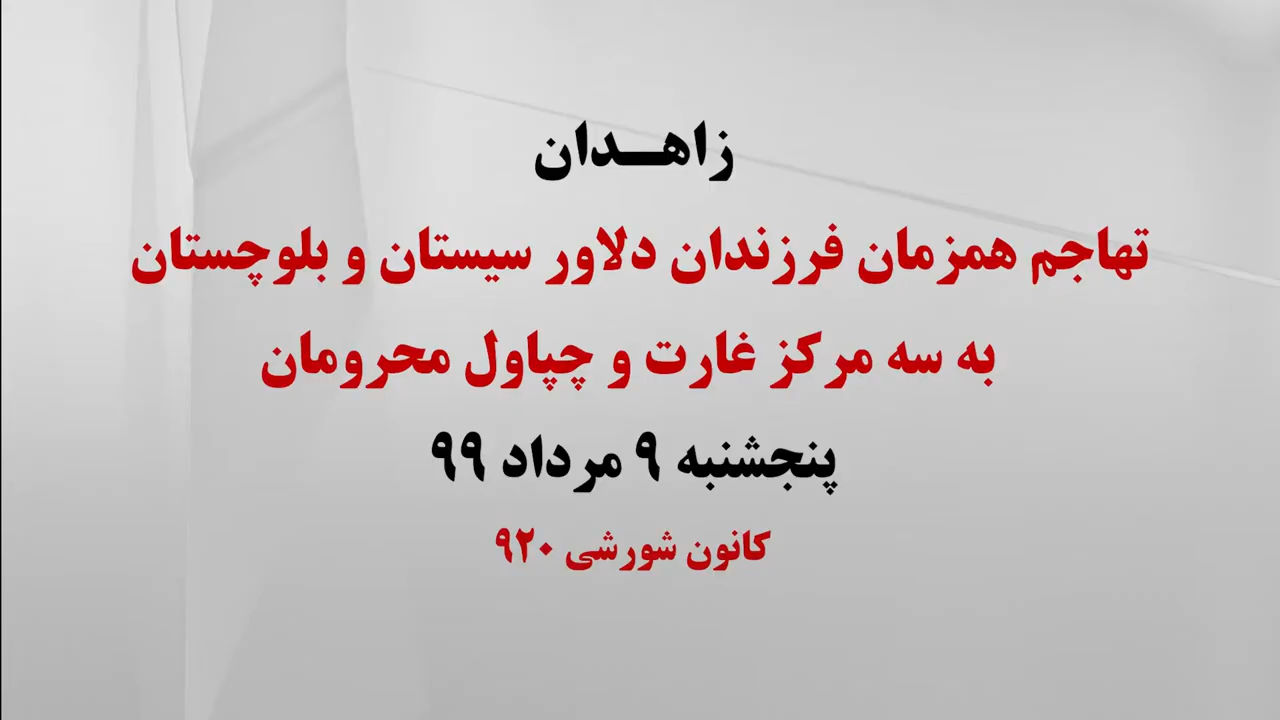 زاهـدان
تهاجم همزمان فرزندان دلاور سیستان و بلوچستان
به سه مرکز غارت و چپاول محرومان
پنجشنبه ۹ مرداد ۹۹
کانون شورشی ۹۲۰